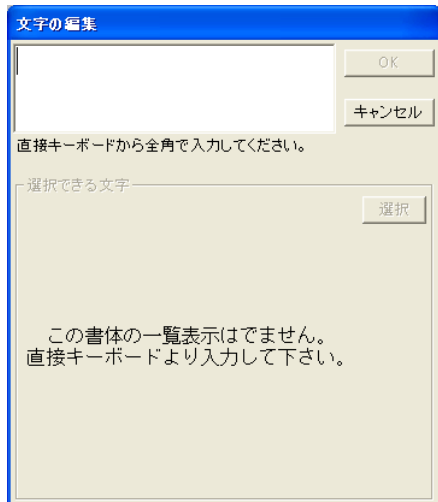 文字の編集
OK
キャンセル
直接キーボードから全角で入力してください。
選択できる文字
選択
この書体の一覧表示はでません。
直接キーボードより入力して下さい。